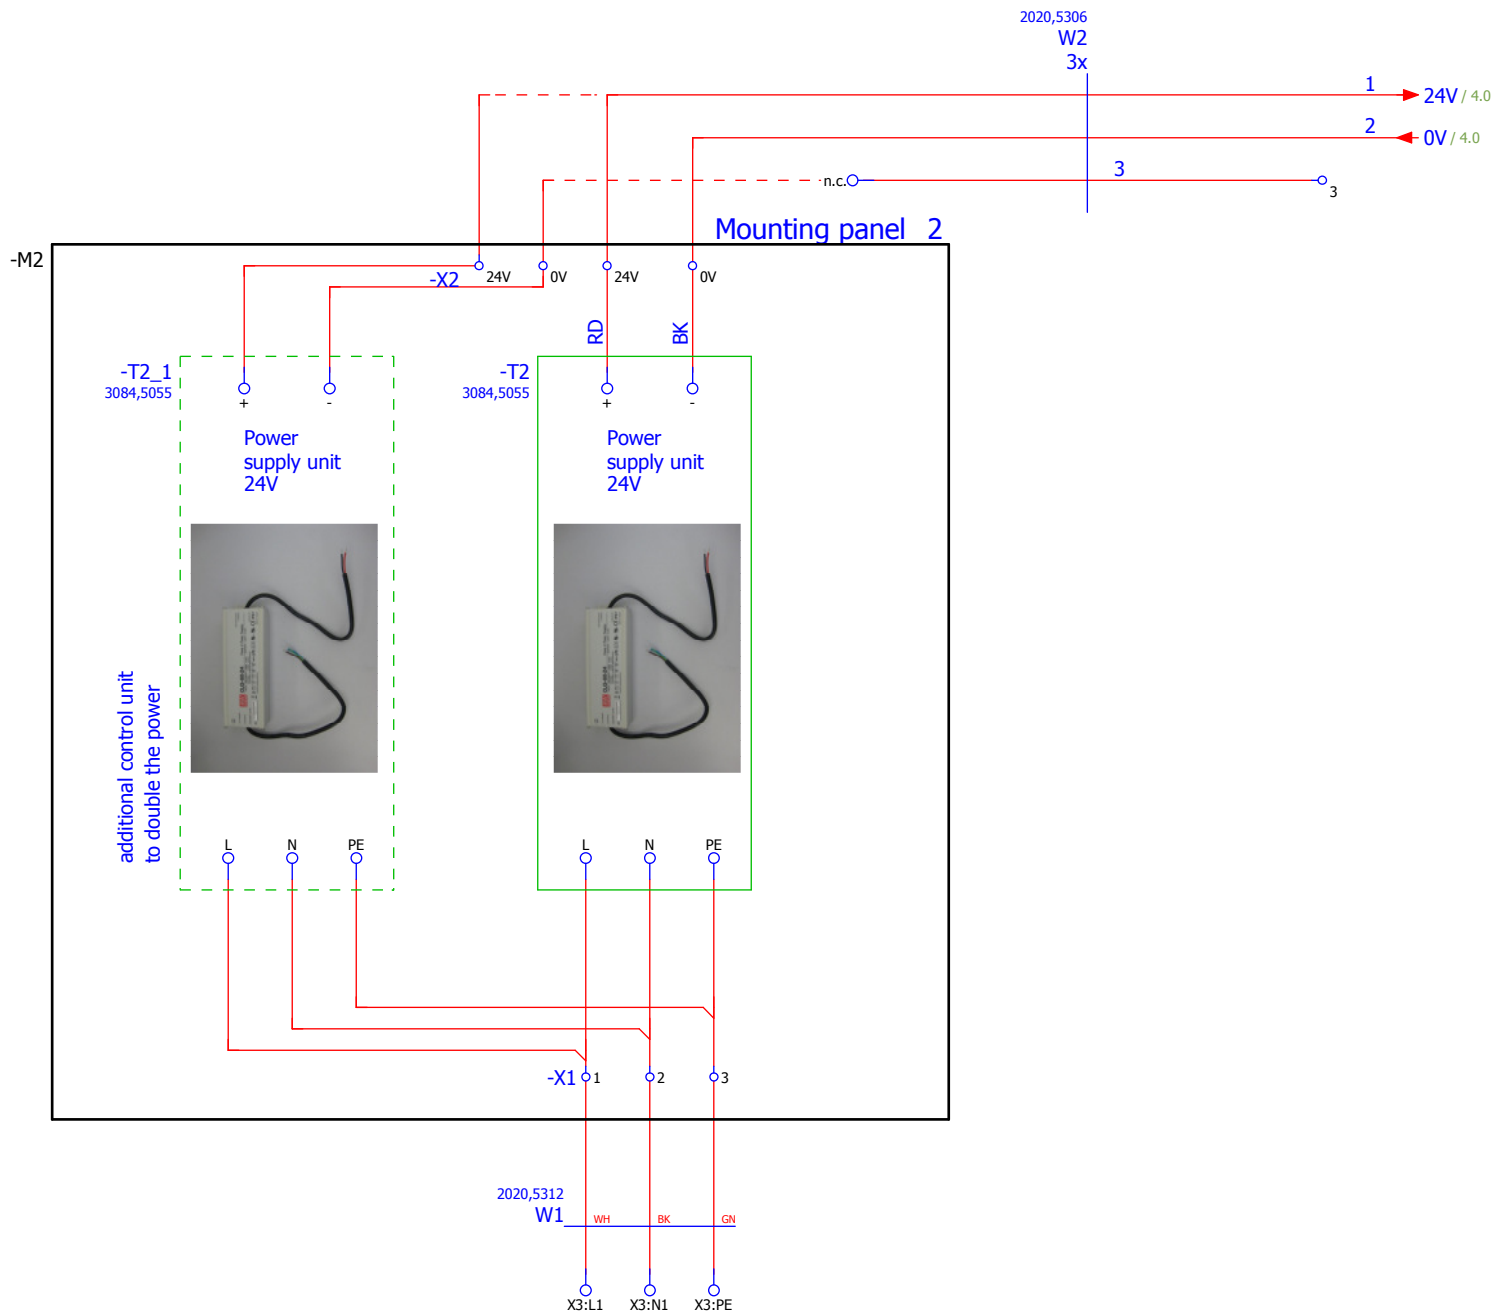 2020,5306
W2
3x
1
24V / 4.0
2
0V / 4.0
3
n.c.
3
Mounting panel 2
-M2
-X2
24V
0V
24V
0V
RD
BK
-T2_1
3084,5055
+
-
-T2
3084,5055
+
-
Power
supply unit
24V
Power
supply unit
24V
additional control unit
to double the power
L
N
PE
L
N
PE
-X1
1
2
3
2020,5312
W1
WH
BK
GN
X3:L1
X3:N1
X3:PE